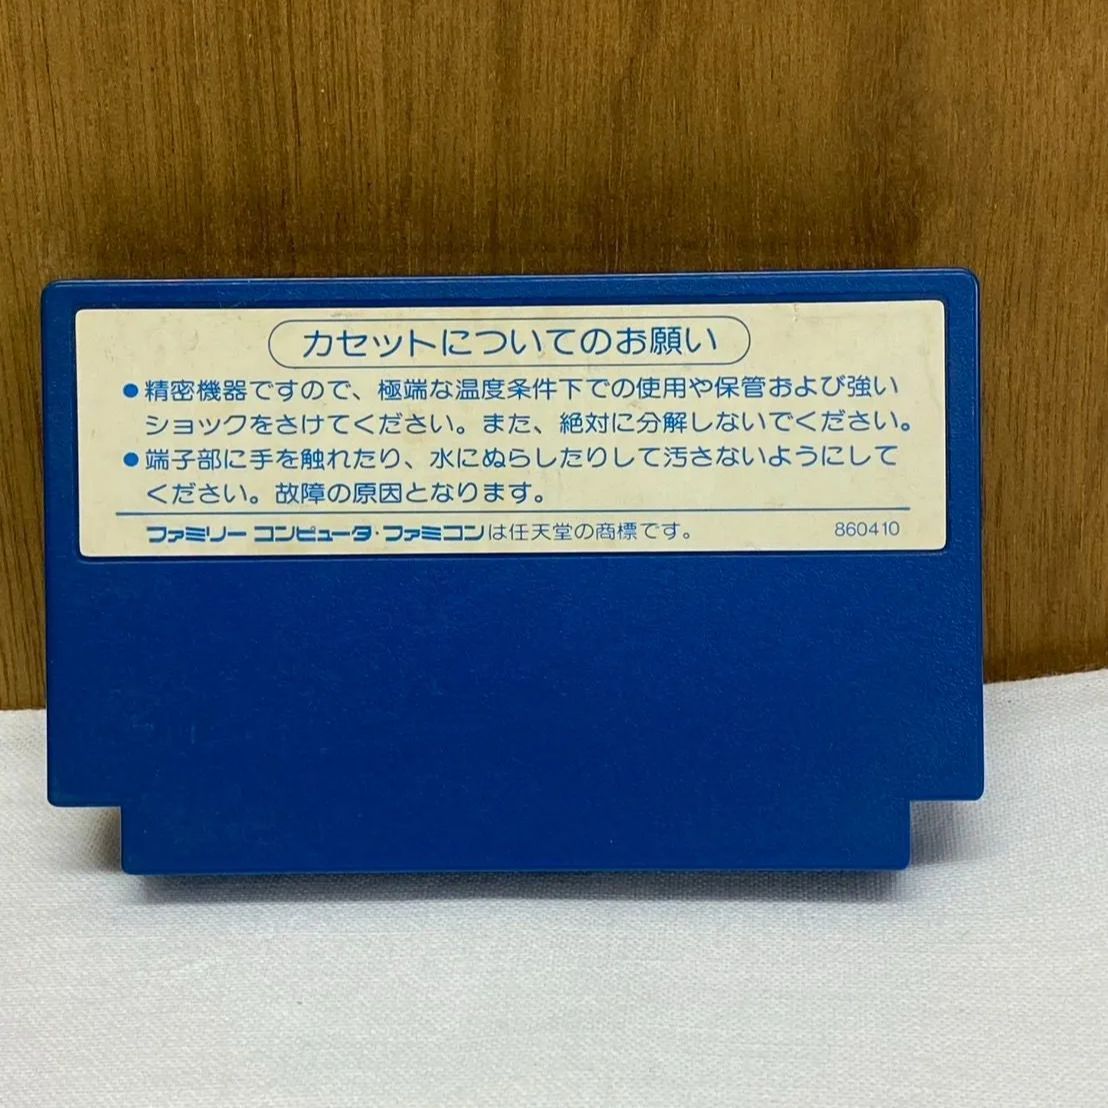 カセットについてのお願い
●精密機器ですので、極端な温度条件下での使用や保管および強い
ショックをさけてください。また、絶対に分解しないでください。
●端子部に手を触れたり、水にぬらしたりして汚さないようにして
ください。故障の原因となります。
ファミリーコンピュータ・ファミコンは任天堂の商標です。 860410